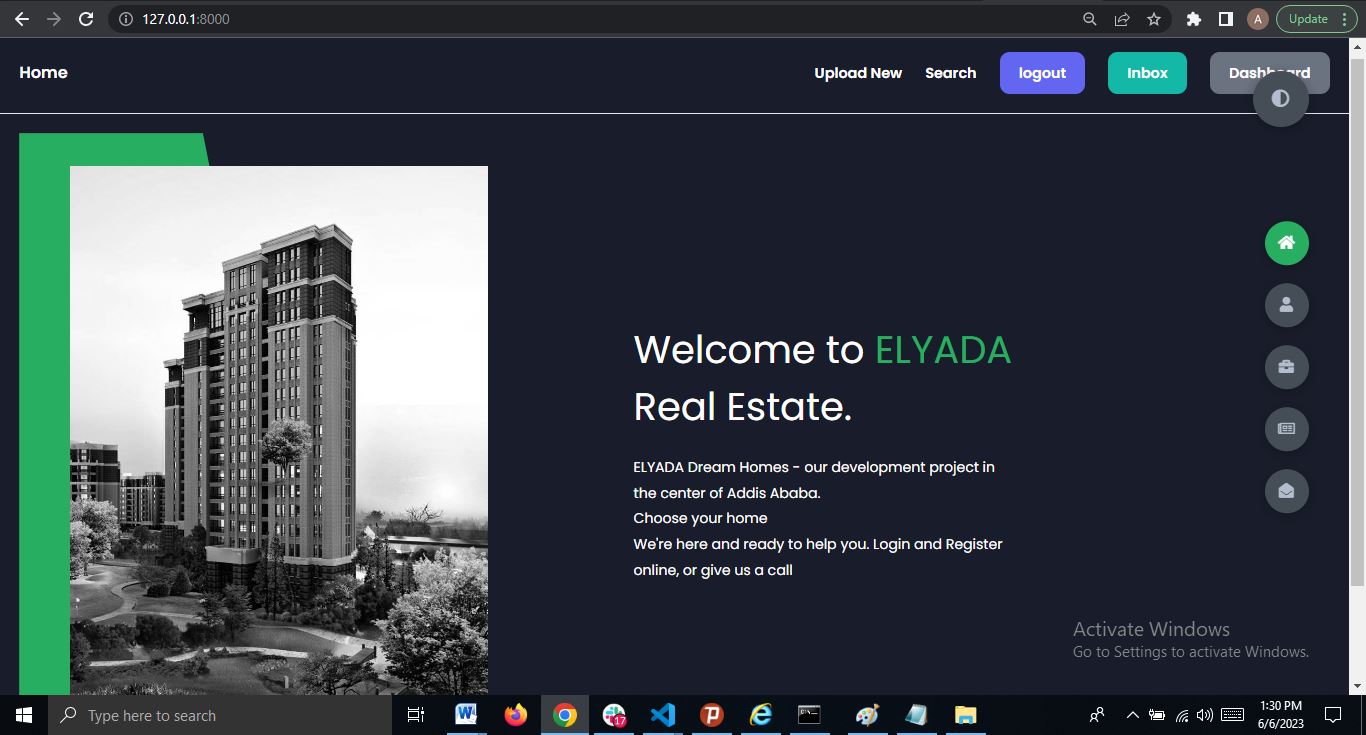 127.0.0.1:8000
A
Update
Home
Upload New
Search
logout
Inbox
Dashboard
Welcome to ELYADA
Real Estate.
ELYADA Dream Homes - our development project in
the center of Addis Ababa.
Choose your home
We're here and ready to help you. Login and Register
online, or give us a call
Activate Windows
Go to Settings to activate Windows.
Type here to search
17
1:30 PM
6/6/2023